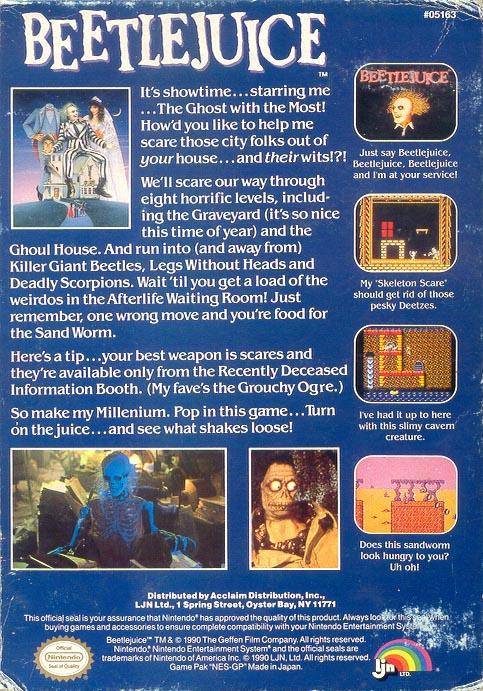 BEETLEJUICE
TM
#05163
It's showtime...starring me
...The Ghost with the Most!
How'd you like to help me
scare those city folks out of
your house...and their wits!?!
We'll scare our way through
eight horrific levels, includ-
ing the Graveyard (it's so nice
this time of year) and the
Ghoul House. And run into (and away from)
Killer Giant Beetles, Legs Without Heads and
Deadly Scorpions. Wait 'til you get a load of the
weirdos in the Afterlife Waiting Room! Just
remember, one wrong move and you're food for
the Sand Worm.
Here's a tip...your best weapon is scares and
they're available only from the Recently Deceased
Information Booth. (My fave's the Grouchy Ogre.)
So make my Millenium. Pop in this game...Turn
on the juice...and see what shakes loose!
BEETLEJUICE
Just say Beetlejuice,
Beetlejuice, Beetlejuice
and I'm at your service!
My "Skeleton Scare"
should get rid of those
pesky Deetzes.
I've had it up to here
with this slimy cavern
creature.
Does this sandworm
look hungry to you?
Uh oh!
Distributed by Acclaim Distribution, Inc.,
LJN Ltd., 1 Spring Street, Oyster Bay, NY 11771
This official seal is your assurance that Nintendo® has approved the quality of this product. Always look for this seal when
buying games and accessories to ensure complete compatibility with your Nintendo Entertainment System.
Beetlejuice™ TM & © 1990 The Geffen Film Company. All rights reserved.
Nintendo,® Nintendo Entertainment System® and the official seals are
trademarks of Nintendo of America Inc. © 1990 LJN, Ltd. All rights reserved.
Game Pak "NES-GP" Made in Japan.
Official
Nintendo
Seal of Quality
ljn
LTD.